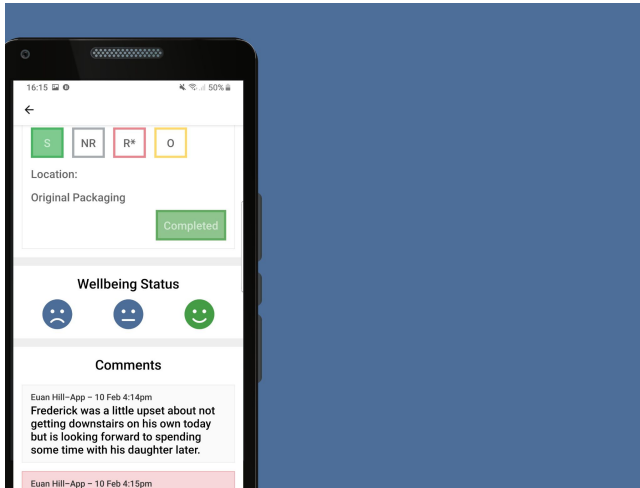 16:15
50%
S NR R* O
Location:
Original Packaging
Completed
Wellbeing Status
Comments
Euan Hill–App – 10 Feb 4:14pm
Frederick was a little upset about not
getting downstairs on his own today
but is looking forward to spending
some time with his daughter later.
Euan Hill–App – 10 Feb 4:15pm